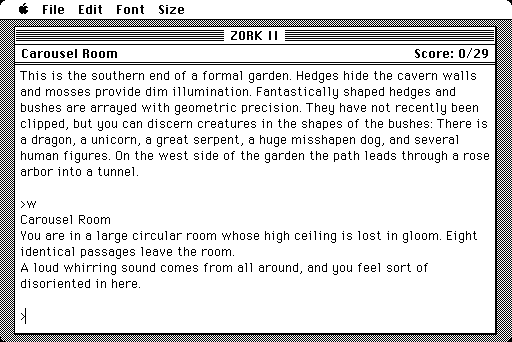 File Edit Font Size
ZORK II
Carousel Room Score: 0/29
This is the southern end of a formal garden. Hedges hide the cavern walls
and mosses provide dim illumination. Fantastically shaped hedges and
bushes are arrayed with geometric precision. They have not recently been
clipped, but you can discern creatures in the shapes of the bushes: There is
a dragon, a unicorn, a great serpent, a huge misshapen dog, and several
human figures. On the west side of the garden the path leads through a rose
arbor into a tunnel.
>w
Carousel Room
You are in a large circular room whose high ceiling is lost in gloom. Eight
identical passages leave the room.
A loud whirring sound comes from all around, and you feel sort of
disoriented in here.
>